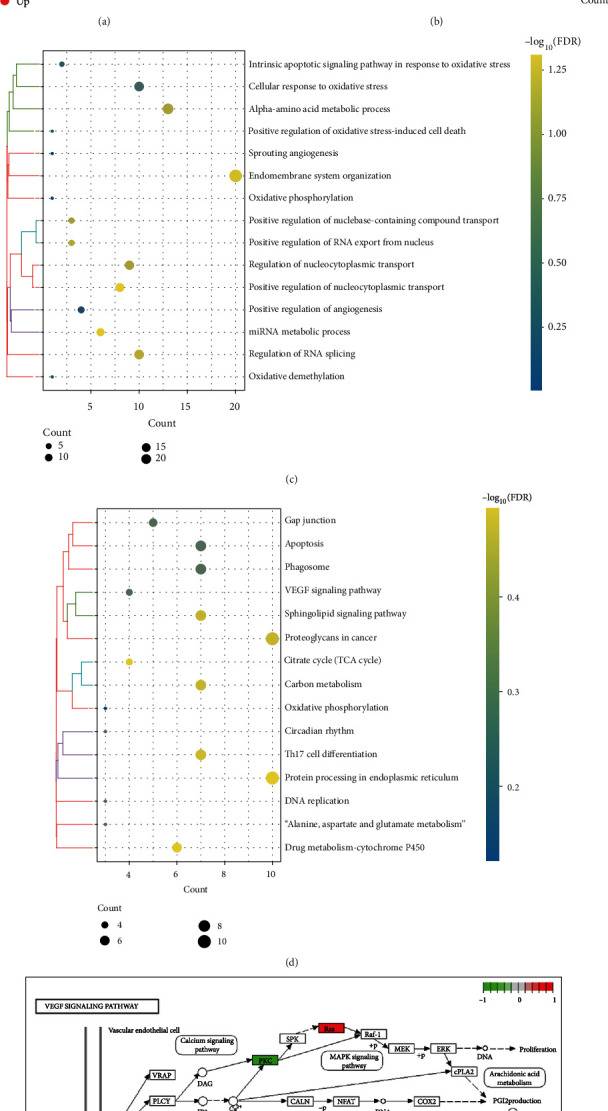 Up
Count
(a)
(b)
–log10(FDR)
Intrinsic apoptotic signaling pathway in response to oxidative stress
Cellular response to oxidative stress
Alpha-amino acid metabolic process
Positive regulation of oxidative stress-induced cell death
Sprouting angiogenesis
Endomembrane system organization
Oxidative phosphorylation
Positive regulation of nuclebase-containing compound transport
Positive regulation of RNA export from nucleus
Regulation of nucleocytoplasmic transport
Positive regulation of nucleocytoplasmic transport
Positive regulation of angiogenesis
miRNA metabolic process
Regulation of RNA splicing
Oxidative demethylation
1.25
1.00
0.75
0.50
0.25
5 10 15 20
Count
Count
5 15
10 20
(c)
–log10(FDR)
Gap junction
Apoptosis
Phagosome
VEGF signaling pathway
Sphingolipid signaling pathway
Proteoglycans in cancer
Citrate cycle (TCA cycle)
Carbon metabolism
Oxidative phosphorylation
Circadian rhythm
Th17 cell differentiation
Protein processing in endoplasmic reticulum
DNA replication
"Alanine, aspartate and glutamate metabolism"
Drug metabolism-cytochrome P450
0.4
0.3
0.2
4 6 8 10
Count
Count
4 8
6 10
(d)
–1 0 1
VEGF SIGNALING PATHWAY
Vascular endothelial cell
Calcium signaling
pathway
SPK
Ras
Raf-1
+p
MEK
+p
ERK
DNA
Proliferation
PKC
MAPK signaling
pathway
cPLA2
Arachidonic acid
metabolism
VRAP
DAG
PLCY
CALN
–p
NFAT
COX2
PGI2production